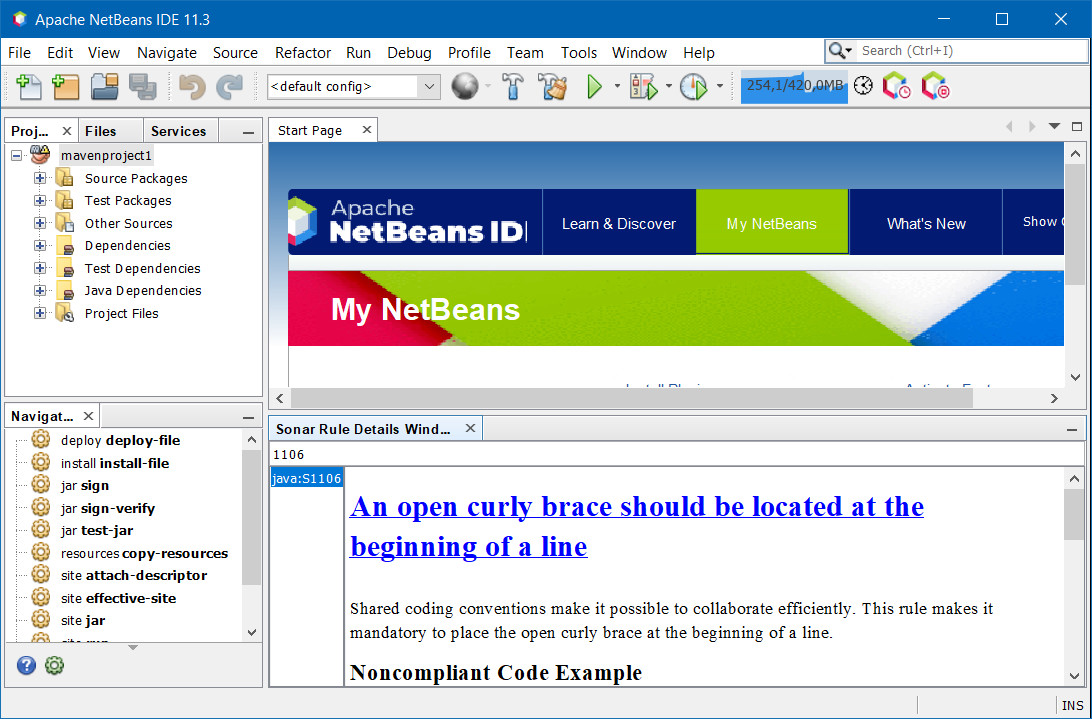 Apache NetBeans IDE 11.3
File Edit View Navigate Source Refactor Run Debug Profile Team Tools Window Help
Search (Ctrl+I)
<default config>
254,1/420,0MB
Proj... Files Services
mavenproject1
Source Packages
Test Packages
Other Sources
Dependencies
Test Dependencies
Java Dependencies
Project Files
Navigat...
deploy deploy-file
install install-file
jar sign
jar sign-verify
jar test-jar
resources copy-resources
site attach-descriptor
site effective-site
site jar
Start Page
Apache
NetBeans ID
Learn & Discover
My NetBeans
What's New
Show
My NetBeans
Sonar Rule Details Wind...
1106
java:S1106
An open curly brace should be located at the
beginning of a line
Shared coding conventions make it possible to collaborate efficiently. This rule makes it
mandatory to place the open curly brace at the beginning of a line.
Noncompliant Code Example
INS